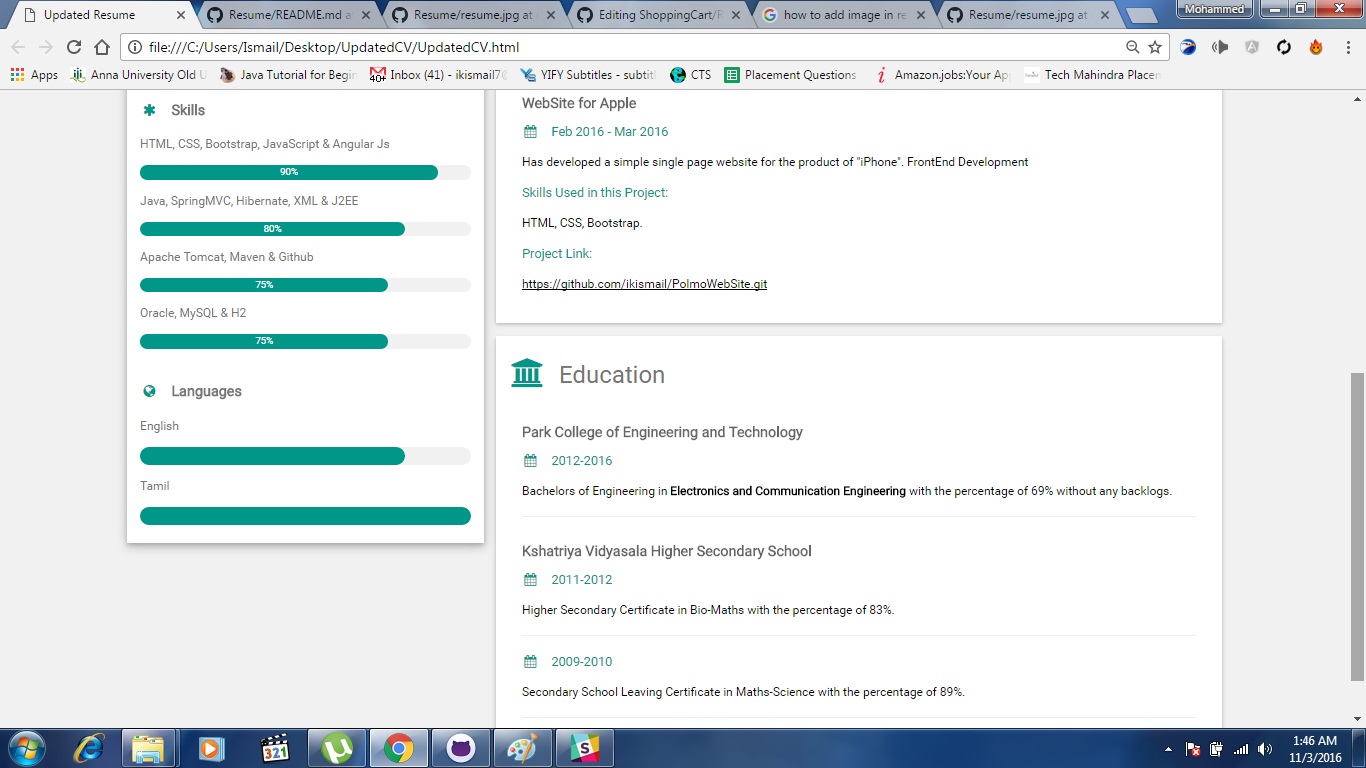 Updated Resume
Resume/README.md a
Resume/resume.jpg at
Editing ShoppingCart/R
how to add image in re
Resume/resume.jpg at
Mohammed
file:///C:/Users/Ismail/Desktop/UpdatedCV/UpdatedCV.html
Apps
Anna University Old U
Java Tutorial for Begin
40+
Inbox (41) - ikismail7@
YIFY Subtitles - subtitl
CTS
Placement Questions
Amazon.jobs:Your Ap
Tech Mahindra Placem
Skills
HTML, CSS, Bootstrap, JavaScript & Angular Js
90%
Java, SpringMVC, Hibernate, XML & J2EE
80%
Apache Tomcat, Maven & Github
75%
Oracle, MySQL & H2
75%
Languages
English
Tamil
WebSite for Apple
Feb 2016 - Mar 2016
Has developed a simple single page website for the product of "iPhone". FrontEnd Development
Skills Used in this Project:
HTML, CSS, Bootstrap.
Project Link:
https://github.com/ikismail/PolmoWebSite.git
Education
Park College of Engineering and Technology
2012-2016
Bachelors of Engineering in Electronics and Communication Engineering with the percentage of 69% without any backlogs.
Kshatriya Vidyasala Higher Secondary School
2011-2012
Higher Secondary Certificate in Bio-Maths with the percentage of 83%.
2009-2010
Secondary School Leaving Certificate in Maths-Science with the percentage of 89%.
321
1:46 AM
11/3/2016